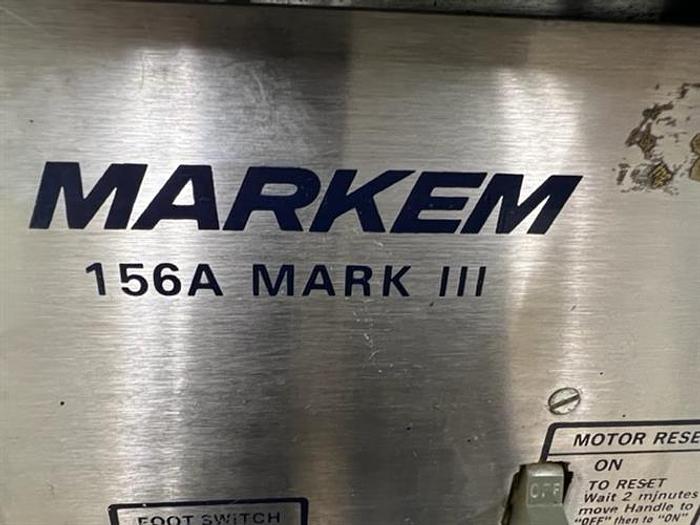 MARKEM
156A MARK III
MOTOR RESE
ON
TO RESET
Wait 2 minutes
move Handle to
"OFF" then to "ON"
OFF
FOOT SWITCH